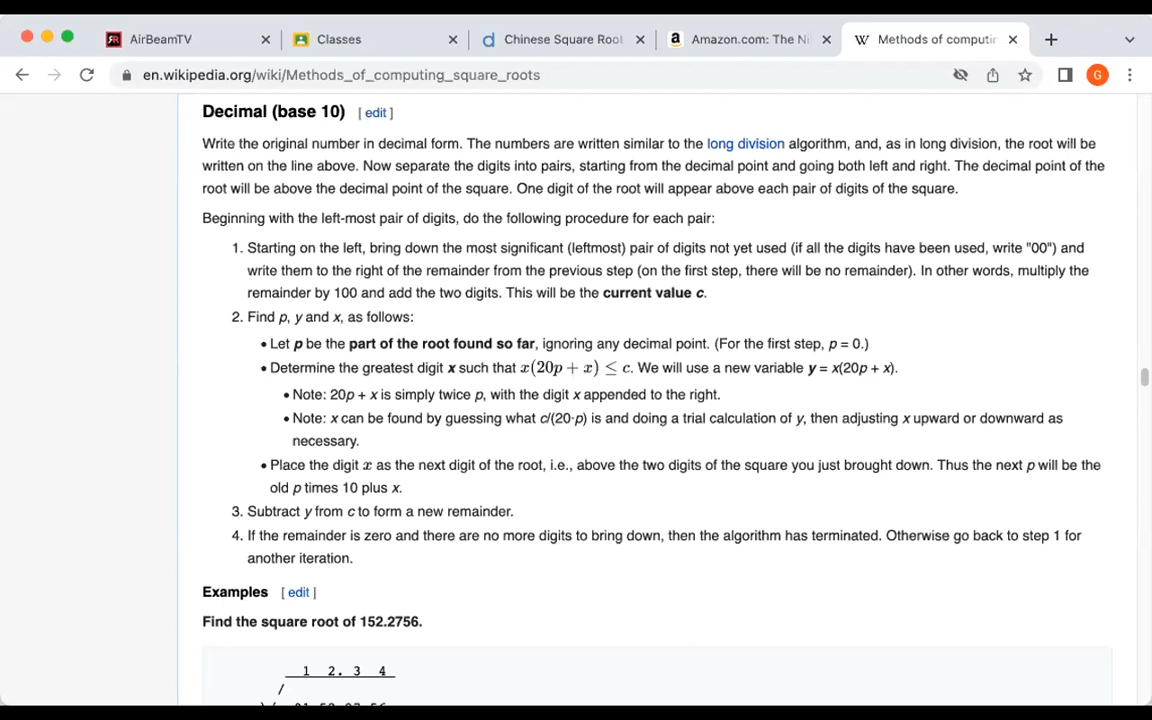 AirBeamTV
Classes
Chinese Square Root
Amazon.com: The Ni
Methods of computin
en.wikipedia.org/wiki/Methods_of_computing_square_roots
G
Decimal (base 10) [ edit ]
Write the original number in decimal form. The numbers are written similar to the long division algorithm, and, as in long division, the root will be
written on the line above. Now separate the digits into pairs, starting from the decimal point and going both left and right. The decimal point of the
root will be above the decimal point of the square. One digit of the root will appear above each pair of digits of the square.
Beginning with the left-most pair of digits, do the following procedure for each pair:
1. Starting on the left, bring down the most significant (leftmost) pair of digits not yet used (if all the digits have been used, write "00") and
write them to the right of the remainder from the previous step (on the first step, there will be no remainder). In other words, multiply the
remainder by 100 and add the two digits. This will be the current value c.
2. Find p, y and x, as follows:
• Let p be the part of the root found so far, ignoring any decimal point. (For the first step, p = 0.)
• Determine the greatest digit x such that x(20p + x) ≤ c. We will use a new variable y = x(20p + x).
• Note: 20p + x is simply twice p, with the digit x appended to the right.
• Note: x can be found by guessing what c/(20·p) is and doing a trial calculation of y, then adjusting x upward or downward as
necessary.
• Place the digit x as the next digit of the root, i.e., above the two digits of the square you just brought down. Thus the next p will be the
old p times 10 plus x.
3. Subtract y from c to form a new remainder.
4. If the remainder is zero and there are no more digits to bring down, then the algorithm has terminated. Otherwise go back to step 1 for
another iteration.
Examples [ edit ]
Find the square root of 152.2756.
1 2. 3 4
/